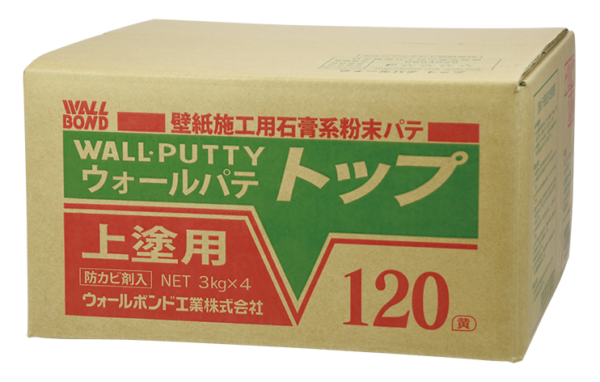 WALL
BOND
壁紙施工用石膏系粉末パテ
WALL·PUTTY
ウォールパテ
トップ
上塗用
防カビ剤入 NET 3kg×4
ウォールボンド工業株式会社
120
黄